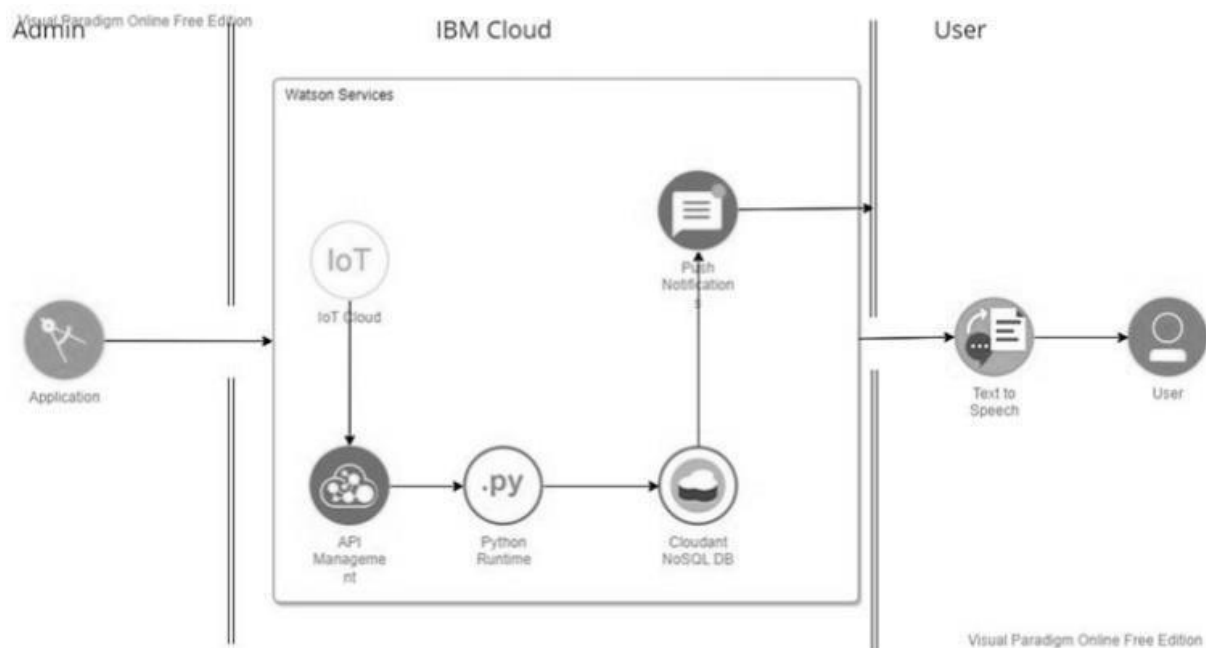 Visual Paradigm Online Free Edition
Admin
IBM Cloud
User
Watson Services
IoT
IoT Cloud
Push
Notification
s
Application
Text to
Speech
User
.py
API
Manageme
nt
Python
Runtime
Cloudant
NoSQL DB
Visual Paradigm Online Free Edition